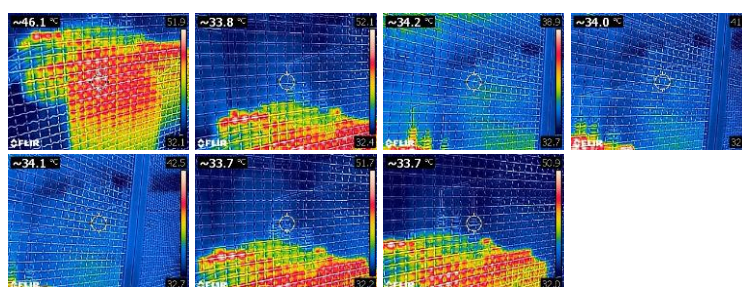 ~46.1 °C 51.9
32.1
FLIR
~33.8 °C 52.1
32.4
FLIR
~34.2 °C 38.9
32.7
FLIR
~34.0 °C 41
32
FLIR
~34.1 °C 42.5
32.7
FLIR
~33.7 °C 51.7
32.2
FLIR
~33.7 °C 50.9
32.0
FLIR